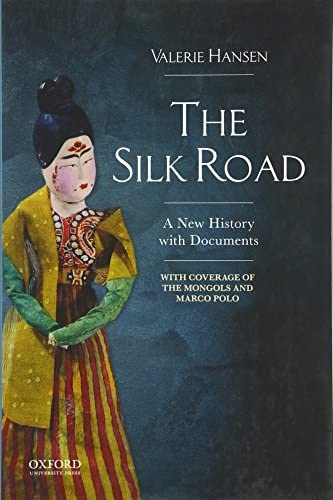 VALERIE HANSEN
THE
SILK ROAD
A New History
with Documents
WITH COVERAGE OF
THE MONGOLS AND
MARCO POLO
OXFORD
UNIVERSITY PRESS